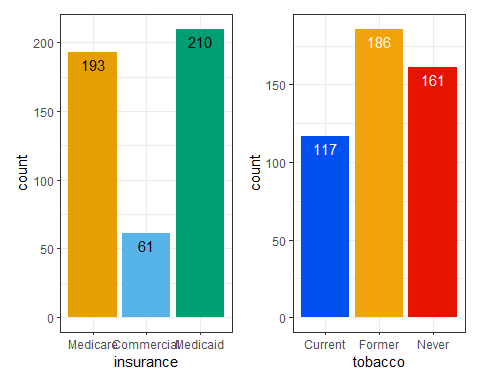 count
200
150
100
50
0
193
61
210
Medicare Commercial Medicaid
insurance
count
150
100
50
0
117
186
161
Current Former Never
tobacco